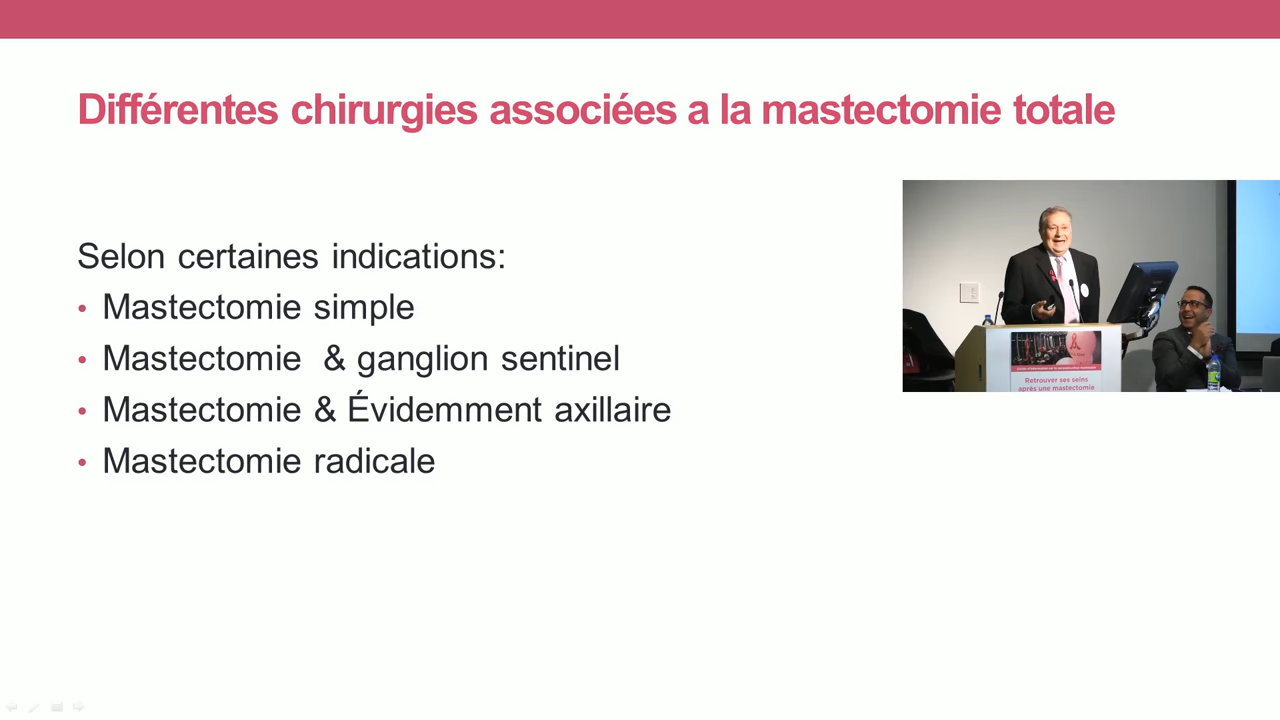 Différentes chirurgies associées a la mastectomie totale
Selon certaines indications:
• Mastectomie simple
• Mastectomie & ganglion sentinel
• Mastectomie & Évidemment axillaire
• Mastectomie radicale
Retrouver ses seins
après une mastectomie